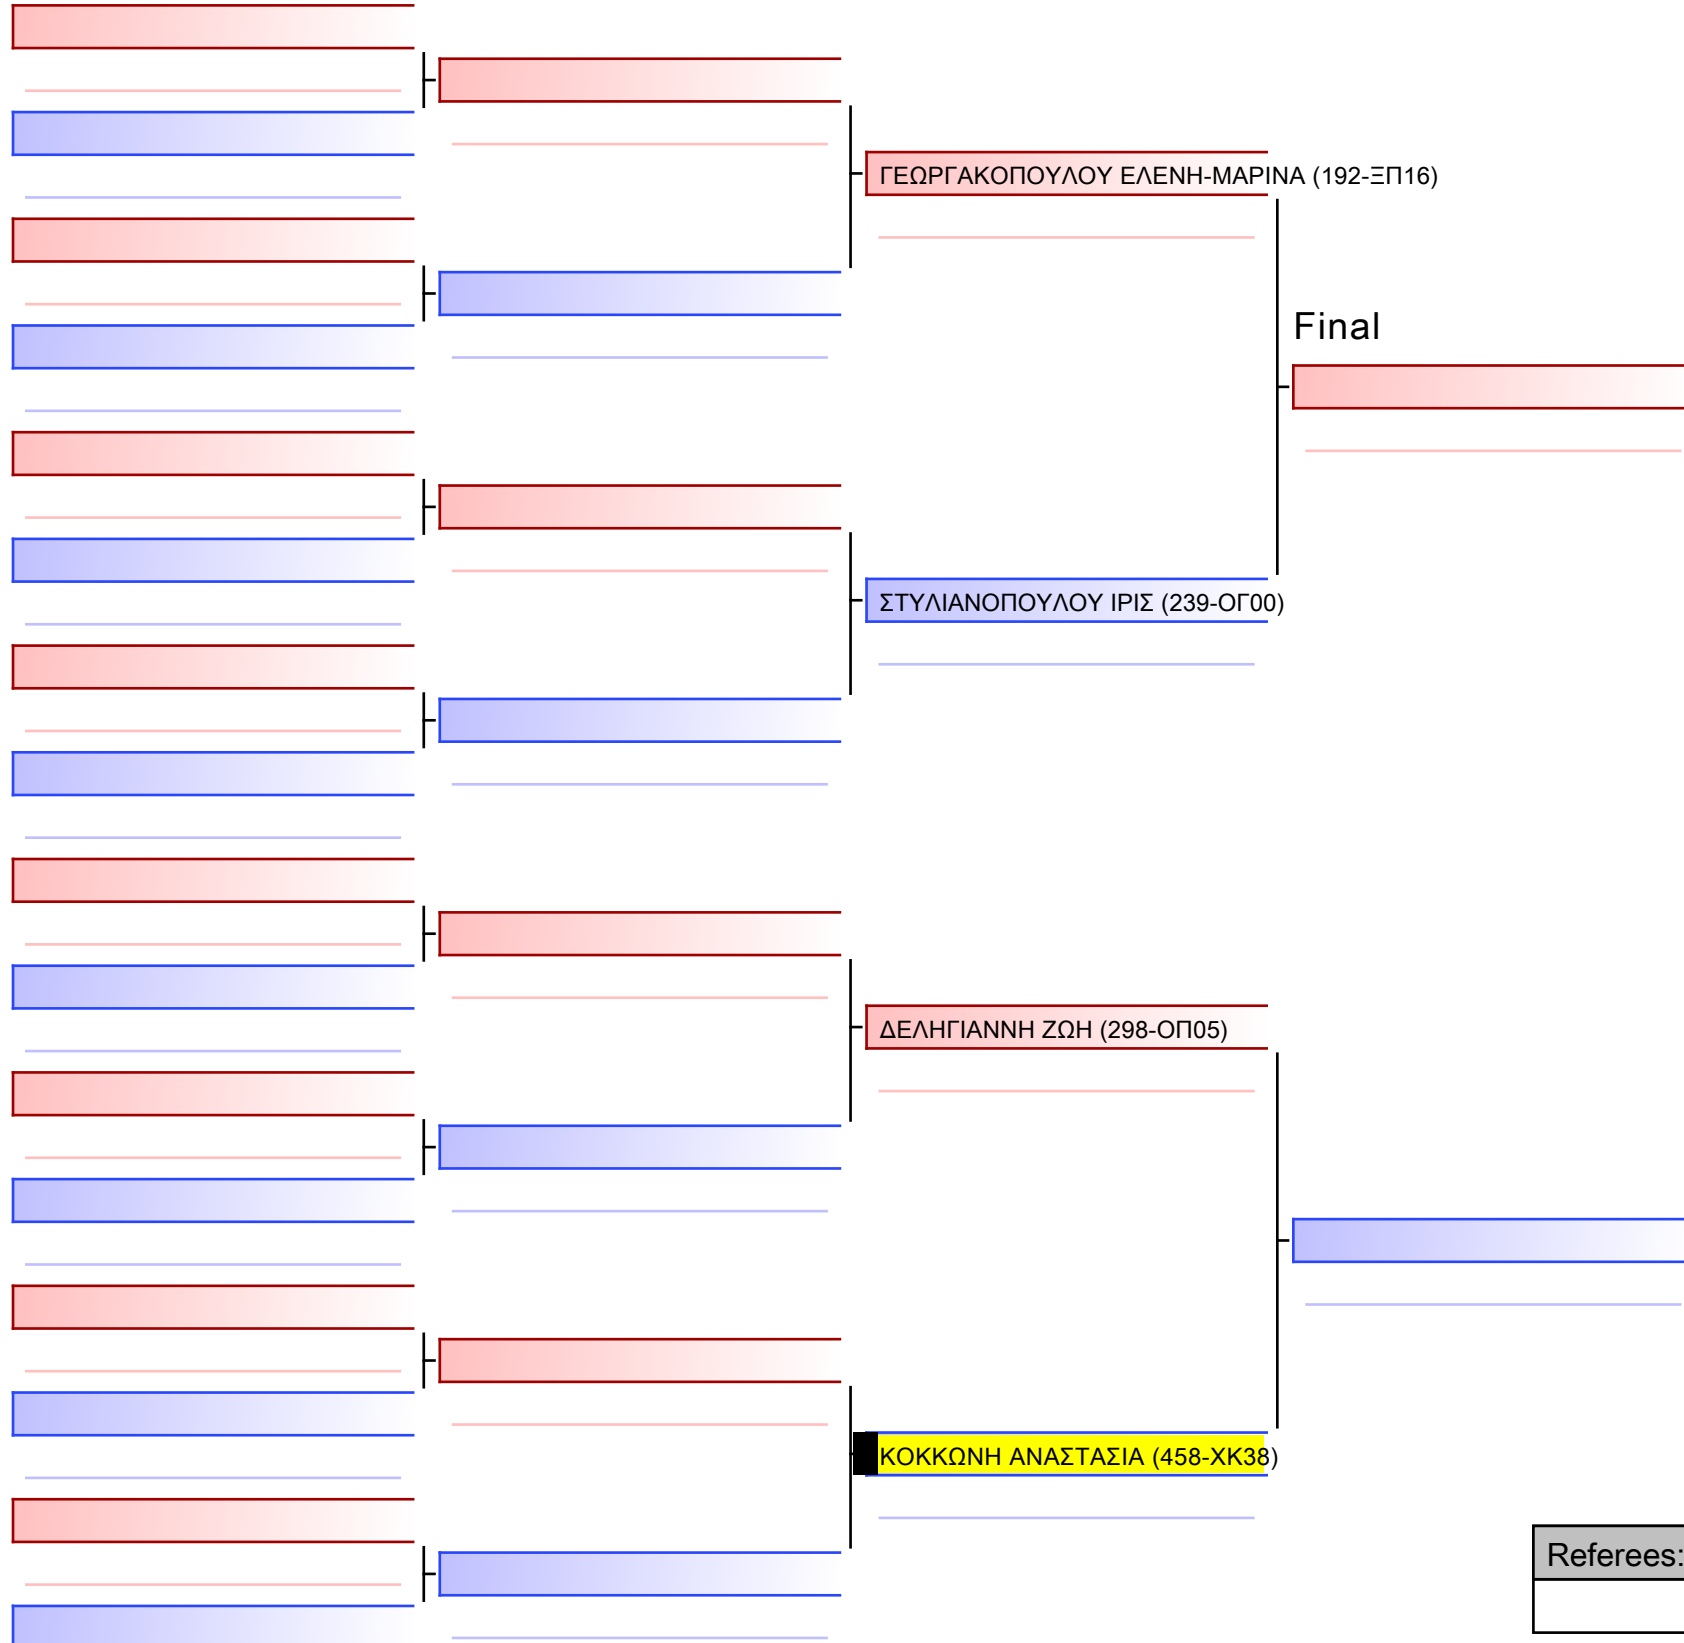 ΓΕΩΡΓΑΚΟΠΟΥΛΟΥ ΕΛΕΝΗ-ΜΑΡΙΝΑ (192-ΞΠ16)
Final
ΣΤΥΛΙΑΝΟΠΟΥΛΟΥ ΙΡΙΣ (239-ΟΓ00)
ΔΕΛΗΓΙΑΝΝΗ ΖΩΗ (298-ΟΠ05)
ΚΟΚΚΩΝΗ ΑΝΑΣΤΑΣΙΑ (458-ΧΚ38)
Referees: